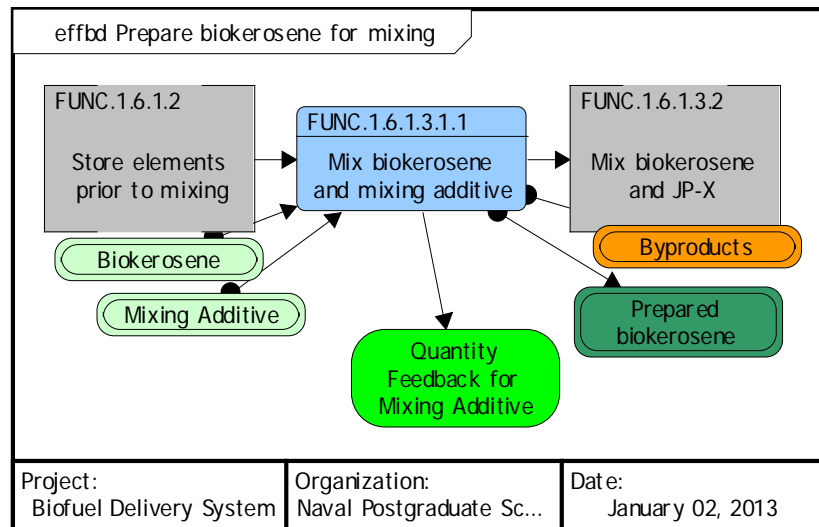 effbd Prepare biokerosene for mixing
FUNC.1.6.1.2
Store elements
prior to mixing
FUNC.1.6.1.3.1.1
Mix biokerosene
and mixing additive
FUNC.1.6.1.3.2
Mix biokerosene
and JP-X
Biokerosene
Mixing Additive
Byproducts
Prepared
biokerosene
Quantity
Feedback for
Mixing Additive
Project:
Biofuel Delivery System
Organization:
Naval Postgraduate Sc...
Date:
January 02, 2013